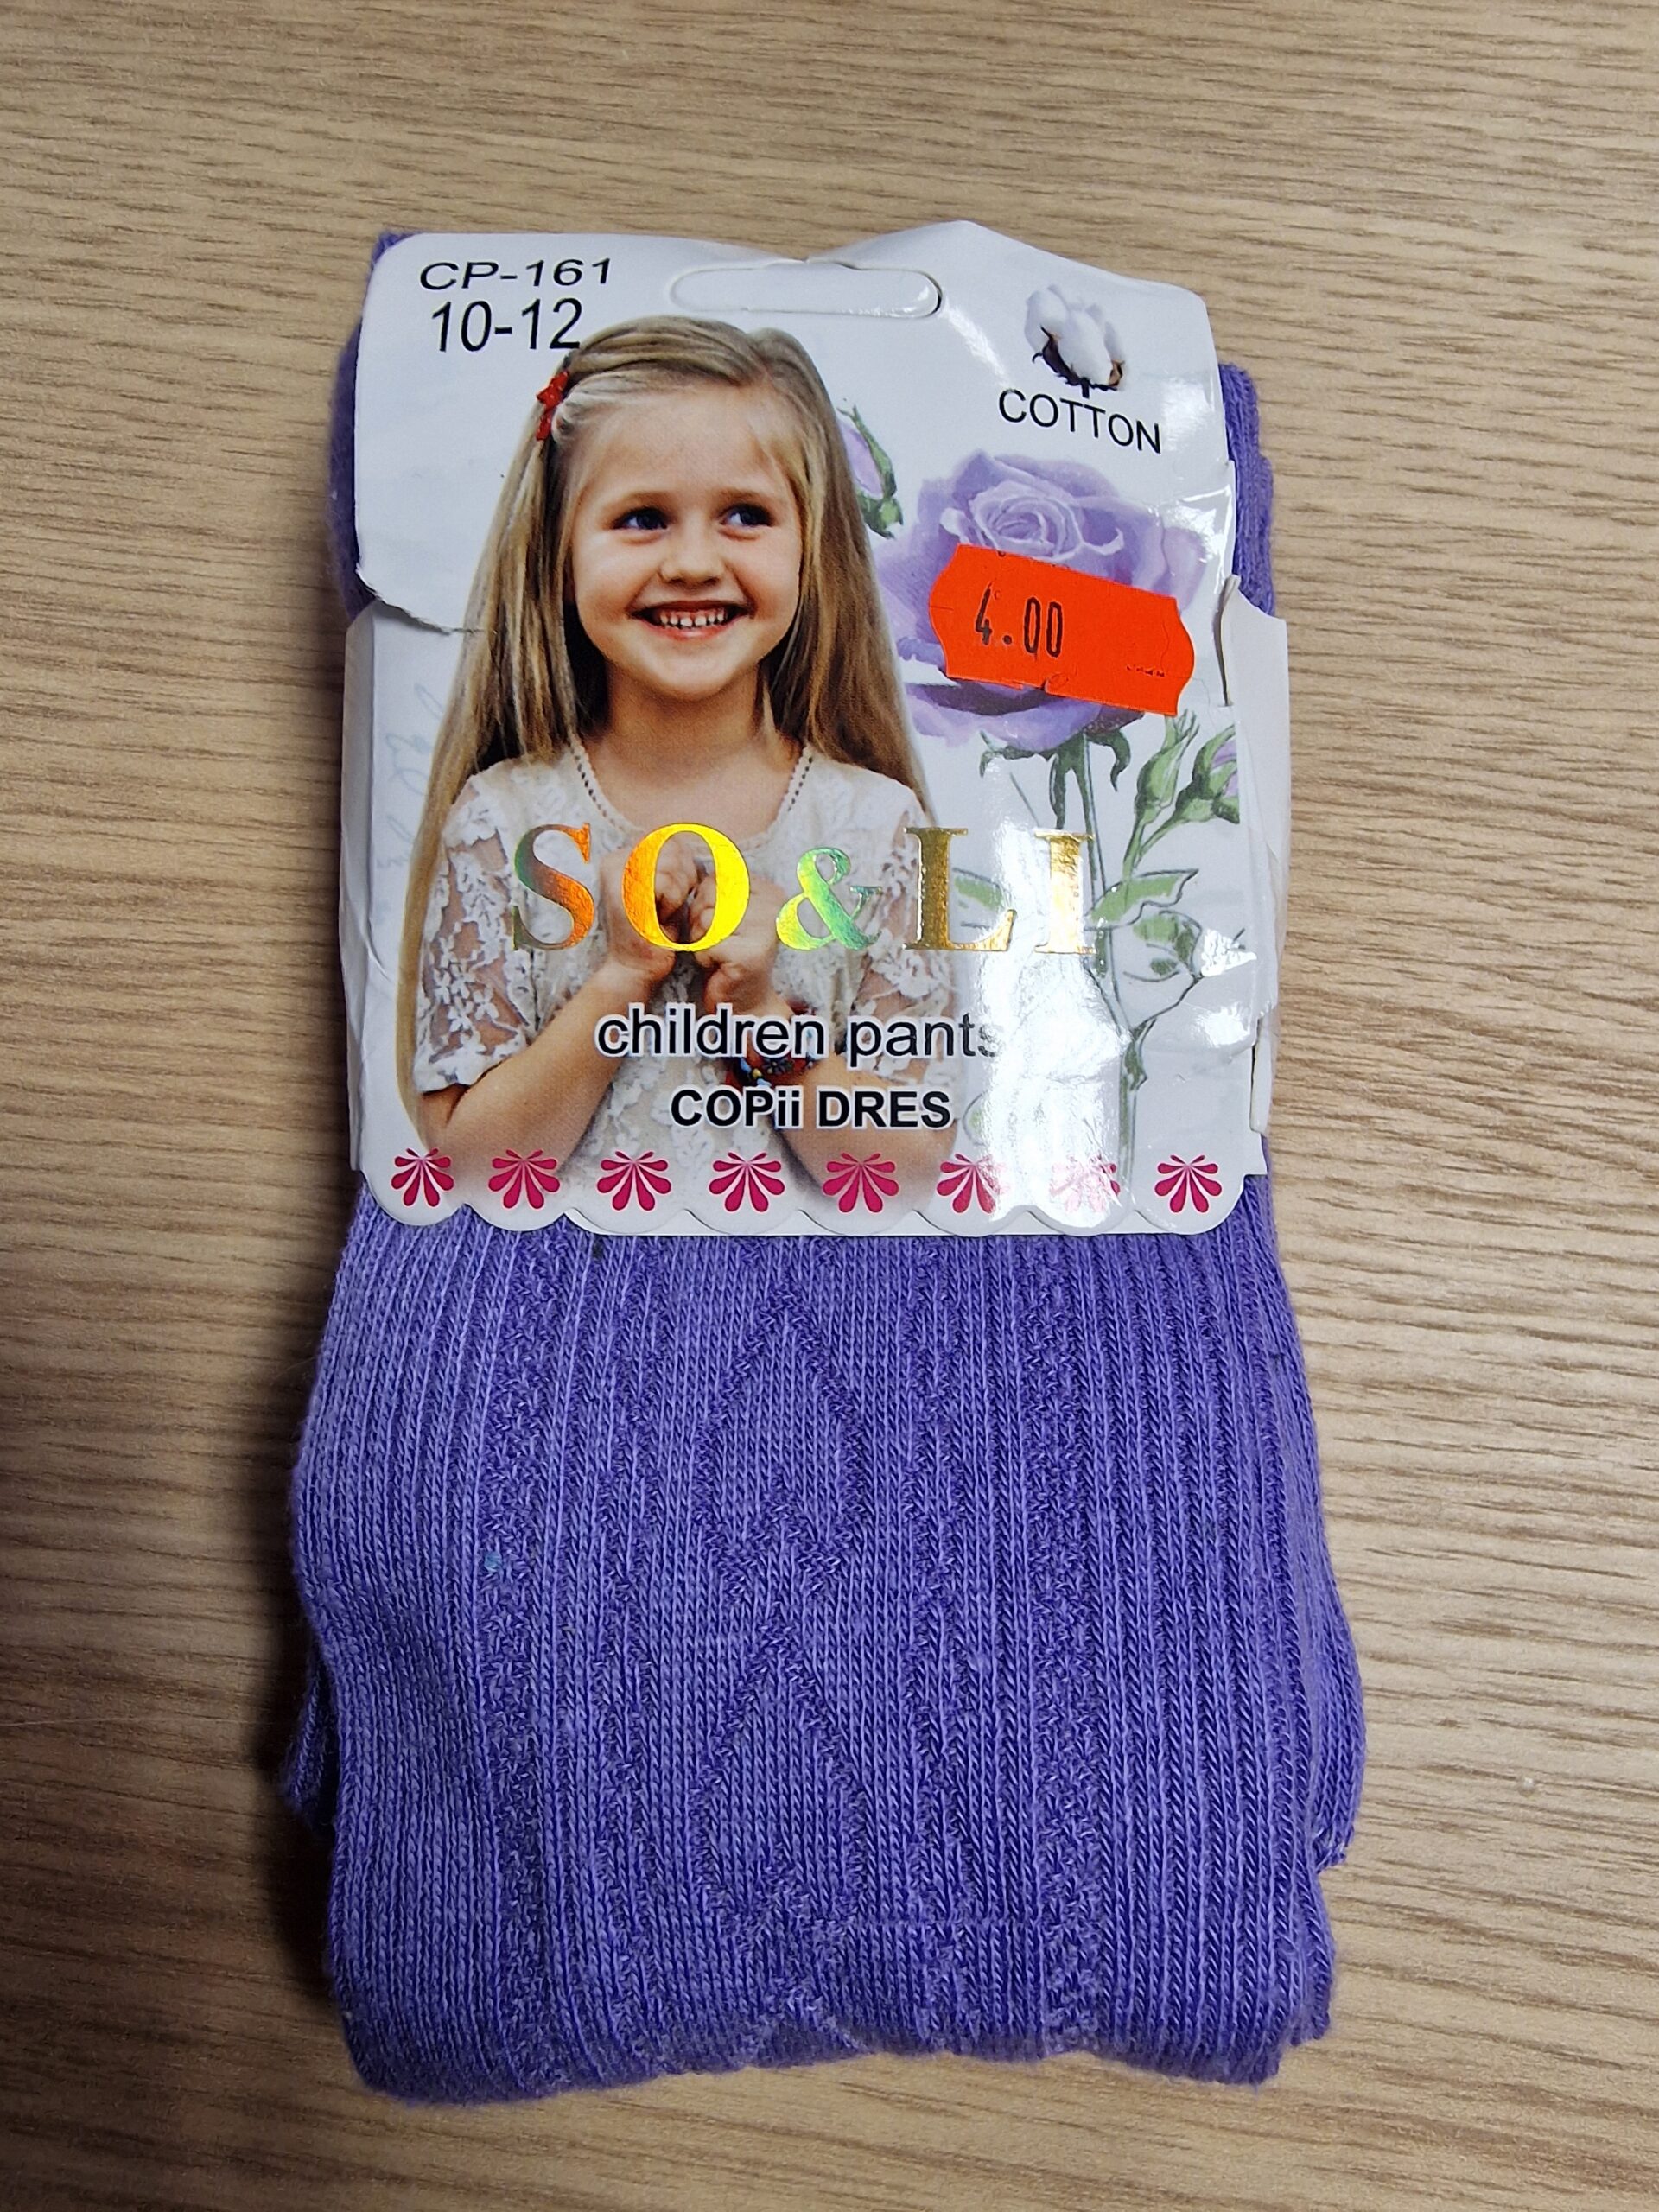 CP-161
10-12
COTTON
4.00
SO&LI
children pants
COPii DRES